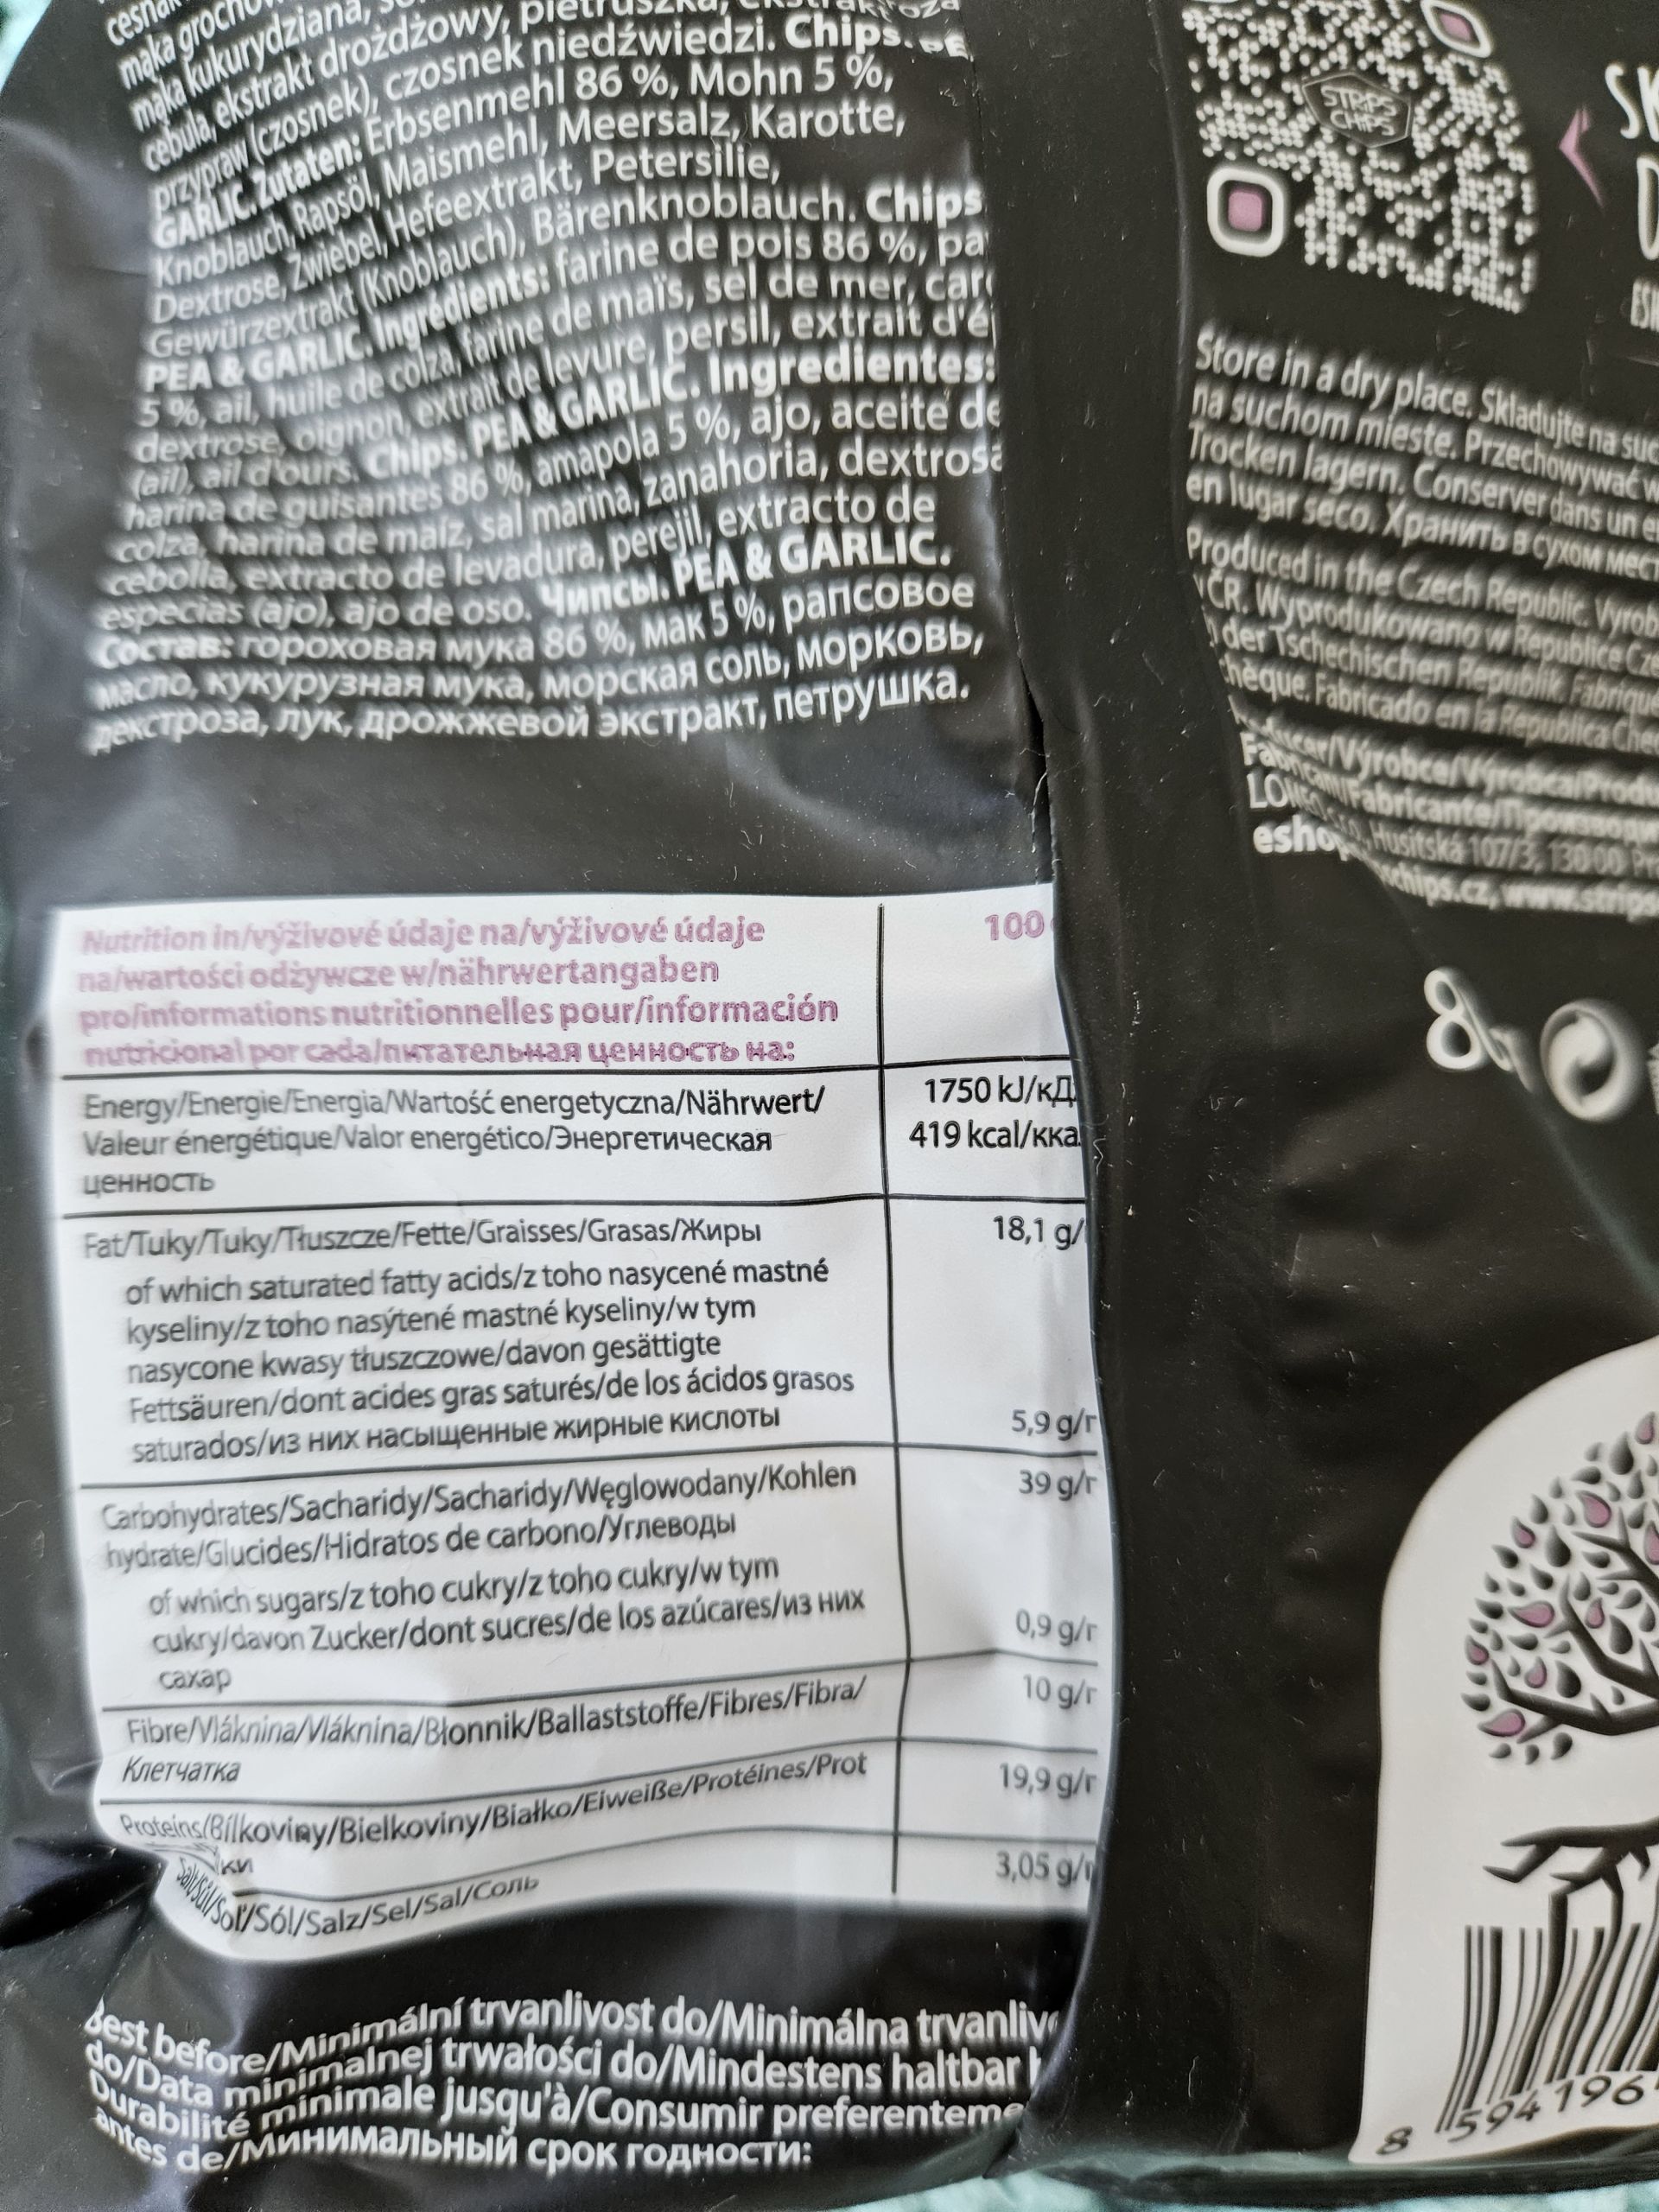 mąka grochow
mąka kukurydziana,
cebula, ekstrakt drożdżowy, pietruszka,
przypraw (czosnek), czosnek niedźwiedzi. Chips.
GARLIC. Zutaten: Erbsenmehl 86 %, Mohn 5 %,
Knoblauch, Rapsöl, Maismehl, Meersalz, Karotte,
Dextrose, Zwiebel, Hefeextrakt, Petersilie,
Gewürzextrakt (Knoblauch), Bärenknoblauch. Chips
PEA & GARLIC. Ingrédients: farine de pois 86 %, pa
5 %, ail, huile de colza, farine de maïs, sel de mer, car
dextrose, oignon, extrait de levure, persil, extrait d'é
(ail), ail d'ours. Chips. PEA & GARLIC. Ingredientes:
harina de guisantes 86 %, amapola 5 %, ajo, aceite de
colza, harina de maíz, sal marina, zanahoria, dextrosa
cebolla, extracto de levadura, perejil, extracto de
especias (ajo), ajo de oso. Чипсы. PEA & GARLIC.
Состав: гороховая мука 86 %, мак 5 %, рапсовое
масло, кукурузная мука, морская соль, морковь,
декстроза, лук, дрожжевой экстракт, петрушка.
Nutrition in/výživové údaje na/výživové údaje
na/wartości odżywcze w/nährwertangaben
pro/informations nutritionnelles pour/información
nutricional por cada/питательная ценность на:
100
Energy/Energie/Energia/Wartość energetyczna/Nährwert/
Valeur énergétique/Valor energético/Энергетическая
ценность
1750 kJ/кД
419 kcal/кка
Fat/Tuky/Tuky/Tłuszcze/Fette/Graisses/Grasas/Жиры
18,1 g/
of which saturated fatty acids/z toho nasycené mastné
kyseliny/z toho nasýtené mastné kyseliny/w tym
nasycone kwasy tłuszczowe/davon gesättigte
Fettsäuren/dont acides gras saturés/de los ácidos grasos
saturados/из них насыщенные жирные кислоты
5,9 g/г
Carbohydrates/Sacharidy/Sacharidy/Węglowodany/Kohlen
hydrate/Glucides/Hidratos de carbono/Углеводы
39 g/г
of which sugars/z toho cukry/z toho cukry/w tym
cukry/davon Zucker/dont sucres/de los azúcares/из них
сахар
0,9 g/г
Fibre/Vláknina/Vláknina/Błonnik/Ballaststoffe/Fibres/Fibra/
Клетчатка
10 g/г
Proteins/Bílkoviny/Bielkoviny/Białko/Eiweiße/Protéines/Prot
ки
19,9 g/г
Salt/Sůl/Soľ/Sól/Salz/Sel/Sal/Соль
3,05 g/г
Best before/Minimální trvanlivost do/Minimálna trvanlivo
do/Data minimalnej trwałości do/Mindestens haltbar
Durabilité minimale jusqu'à/Consumir preferenteme
antes de/Минимальный срок годности:
STRiPS
CHiPS
Store in a dry place. Skladujte na suc
na suchom mieste. Przechowywać w
Trocken lagern. Conserver dans un e
en lugar seco. Хранить в сухом мест
Produced in the Czech Republic. Vyrob
ČR. Wyprodukowano w Republice Cze
der Tschechischen Republik. Fabriqué
chèque. Fabricado en la Republica Chec
Výrobce/Výrobca/Produ
Fabricante/
Husitská 107/3, 130 00 Pr
esho
chips.cz, www.strips
8 594196